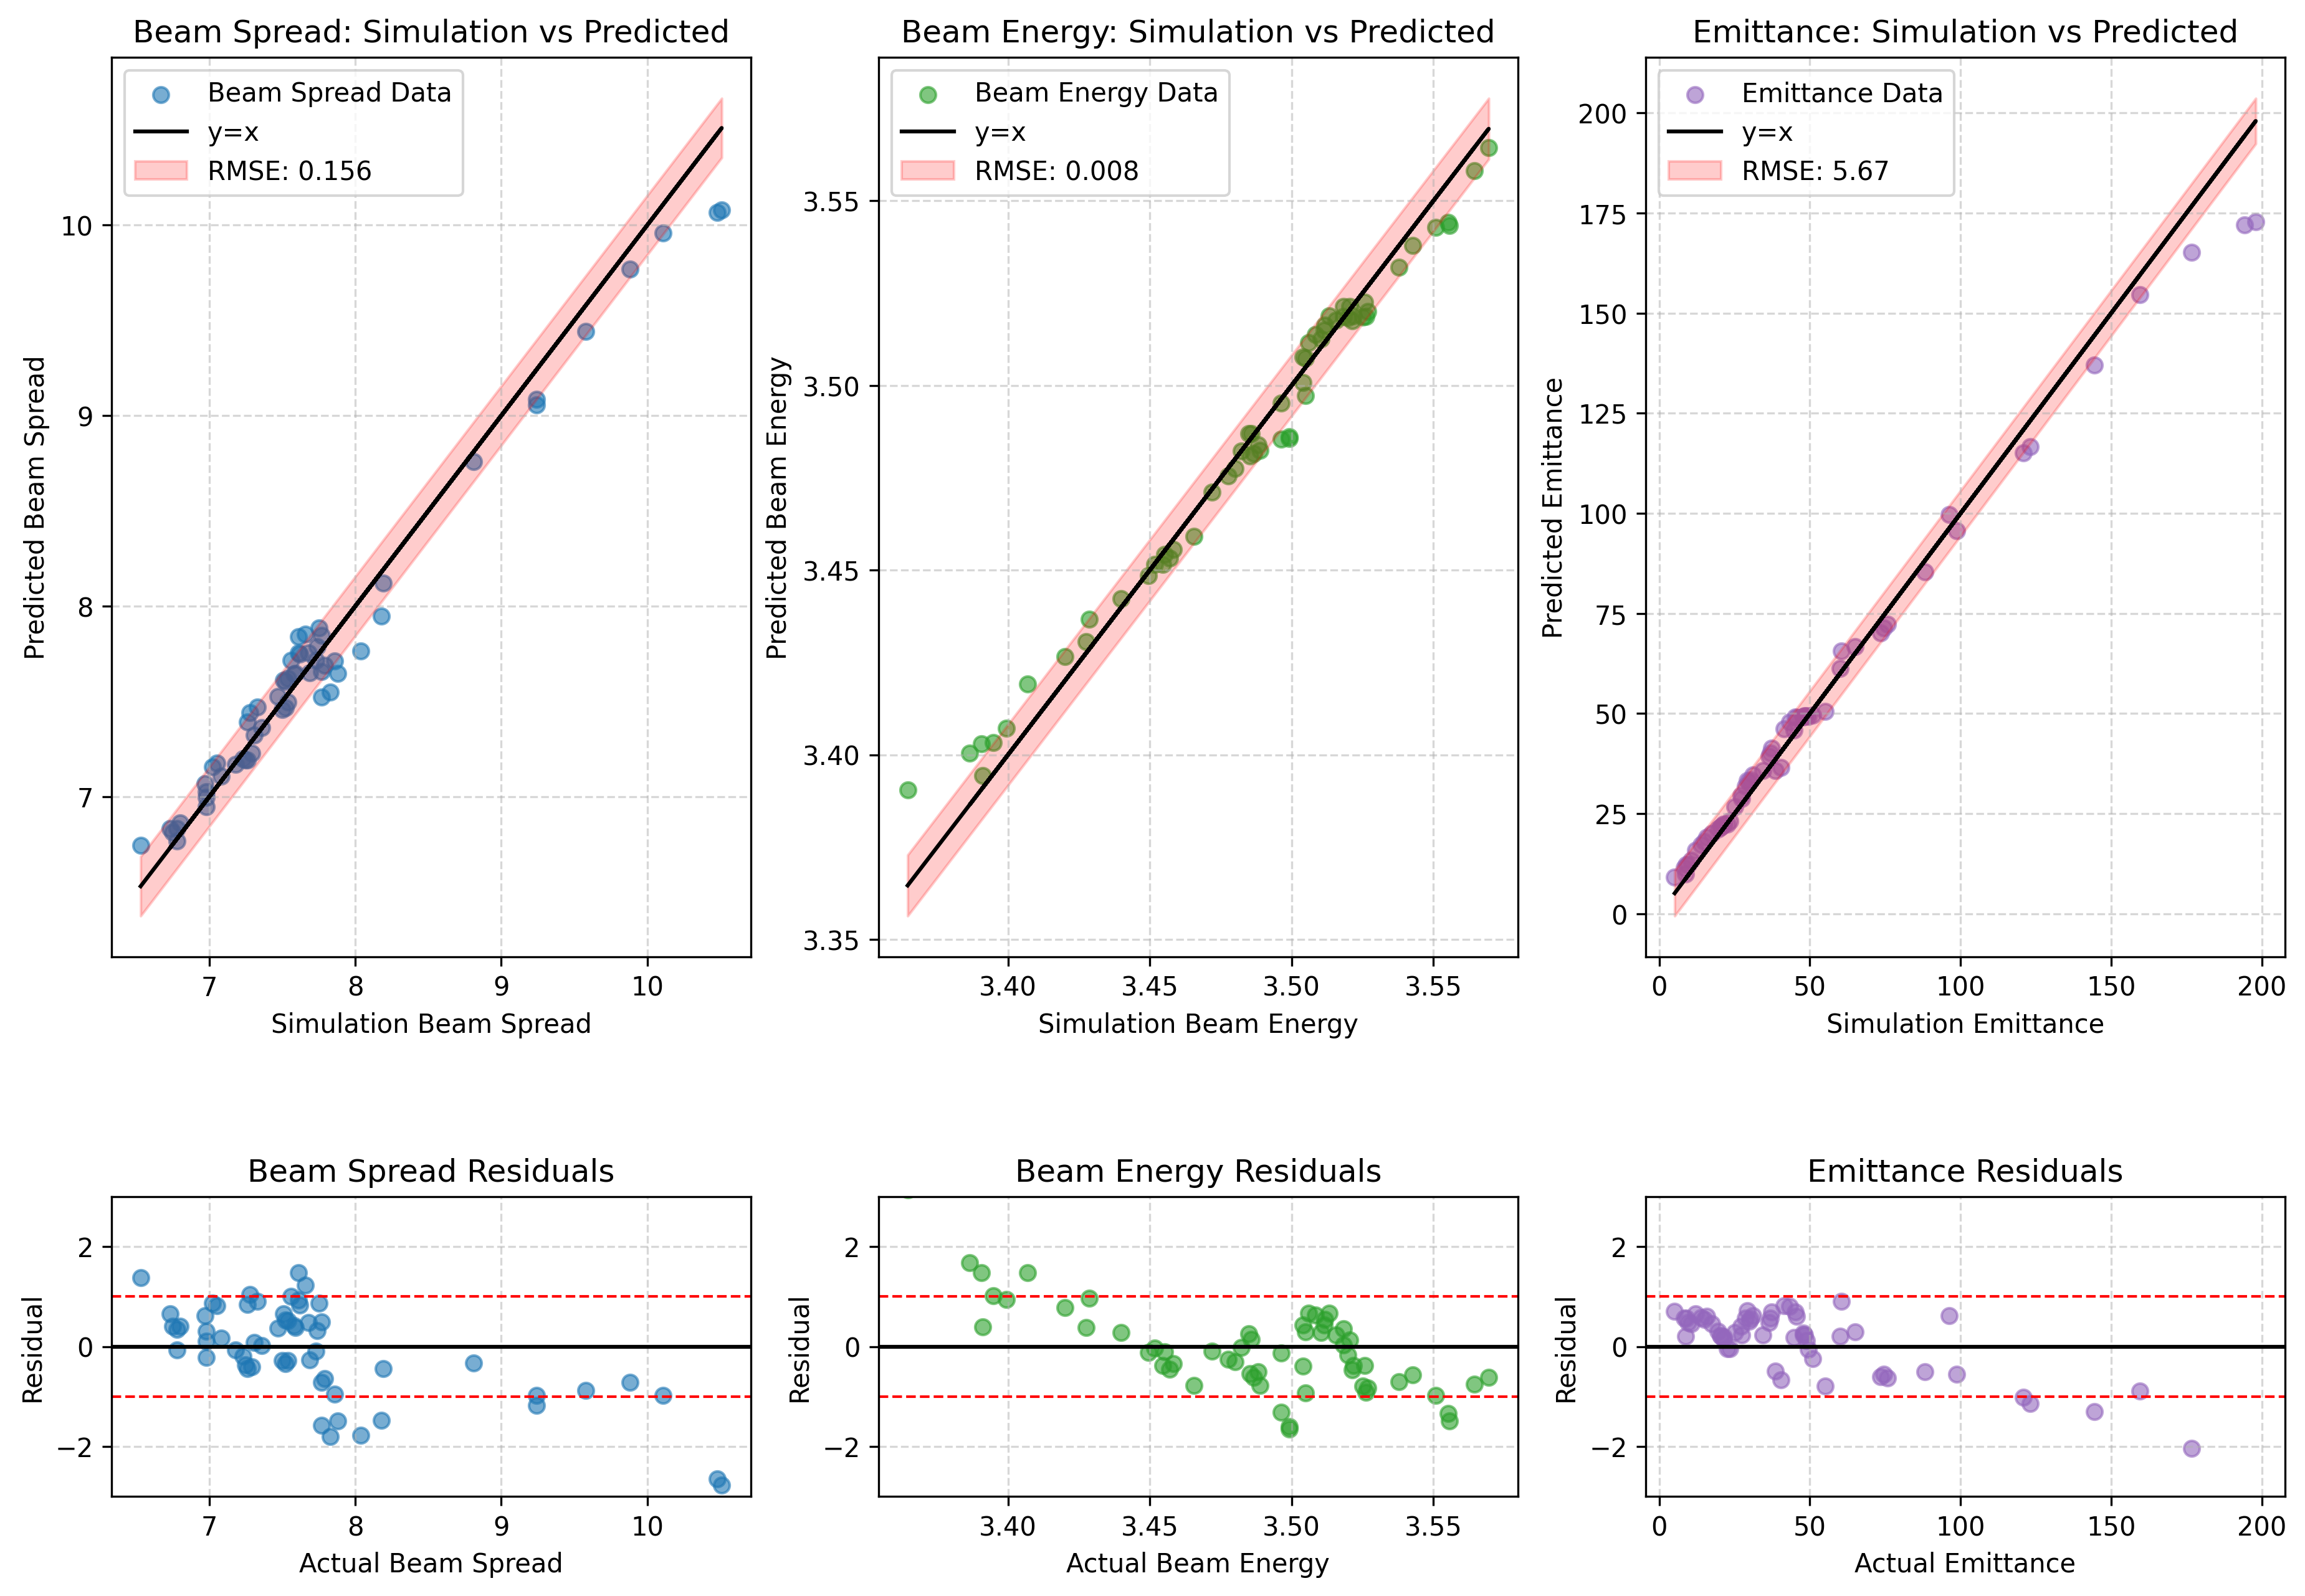 Beam Spread: Simulation vs Predicted
Beam Spread Data
y=x
RMSE: 0.156
10
9
8
7
Predicted Beam Spread
7 8 9 10
Simulation Beam Spread
Beam Energy: Simulation vs Predicted
Beam Energy Data
y=x
RMSE: 0.008
3.55
3.50
3.45
3.40
3.35
Predicted Beam Energy
3.40 3.45 3.50 3.55
Simulation Beam Energy
Emittance: Simulation vs Predicted
Emittance Data
y=x
RMSE: 5.67
200
175
150
125
100
75
50
25
0
Predicted Emittance
0 50 100 150 200
Simulation Emittance
Beam Spread Residuals
2
0
−2
Residual
7 8 9 10
Actual Beam Spread
Beam Energy Residuals
2
0
−2
Residual
3.40 3.45 3.50 3.55
Actual Beam Energy
Emittance Residuals
2
0
−2
Residual
0 50 100 150 200
Actual Emittance